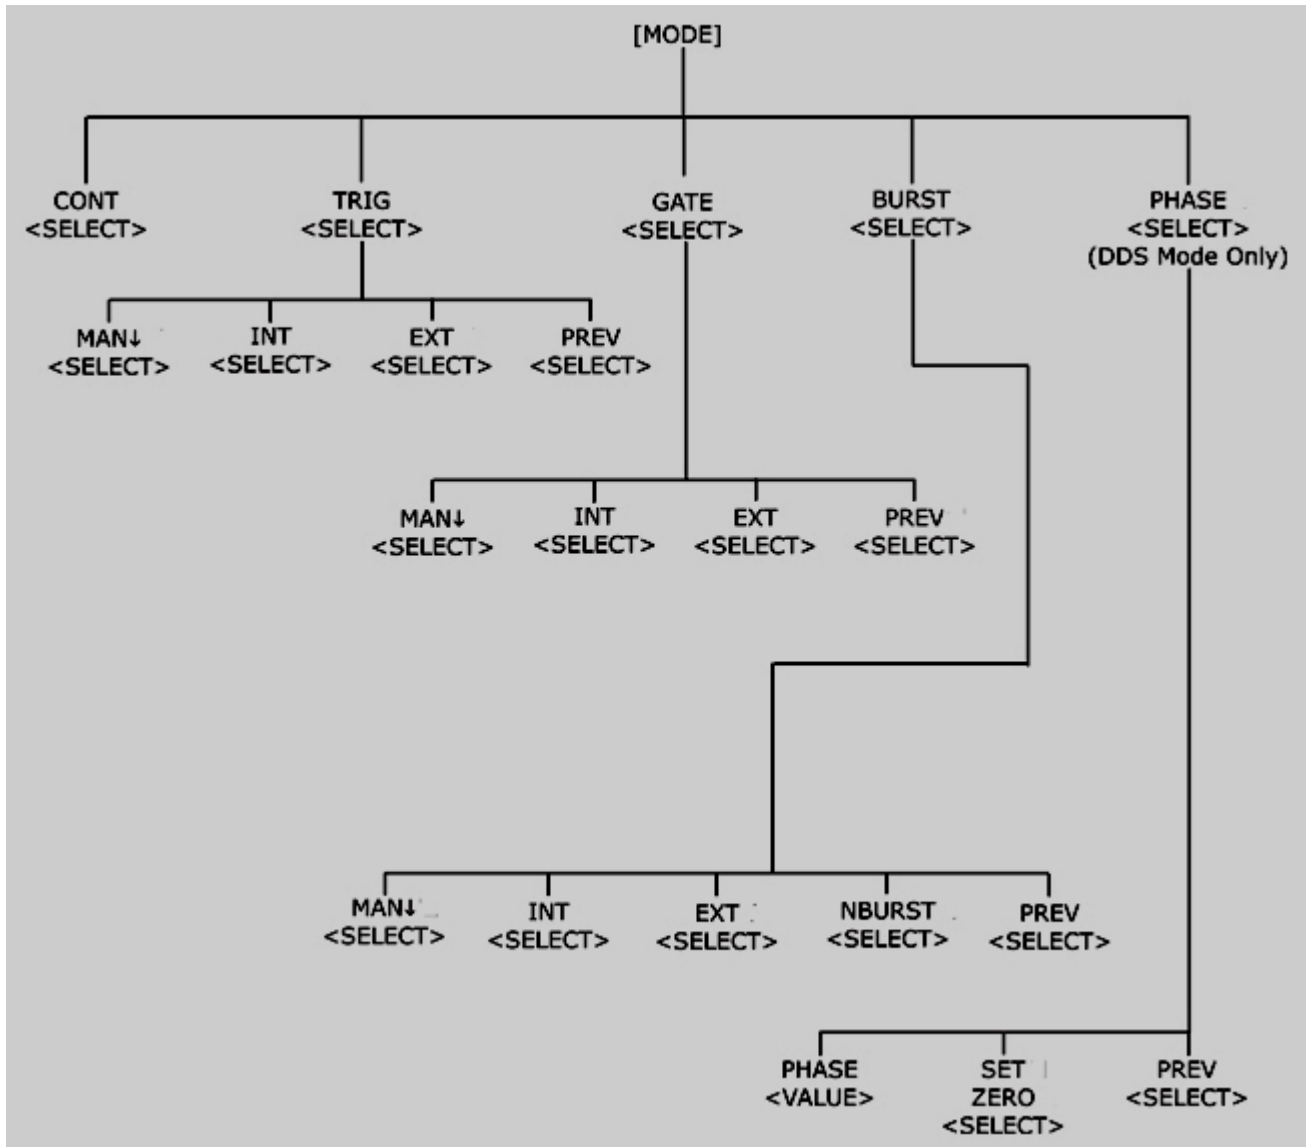 [MODE]
CONT
<SELECT>
TRIG
<SELECT>
GATE
<SELECT>
BURST
<SELECT>
PHASE
<SELECT>
(DDS Mode Only)
MAN↓
<SELECT>
INT
<SELECT>
EXT
<SELECT>
PREV
<SELECT>
MAN↓
<SELECT>
INT
<SELECT>
EXT
<SELECT>
PREV
<SELECT>
MAN↓
<SELECT>
INT
<SELECT>
EXT
<SELECT>
NBURST
<SELECT>
PREV
<SELECT>
PHASE
<VALUE>
SET
ZERO
<SELECT>
PREV
<SELECT>